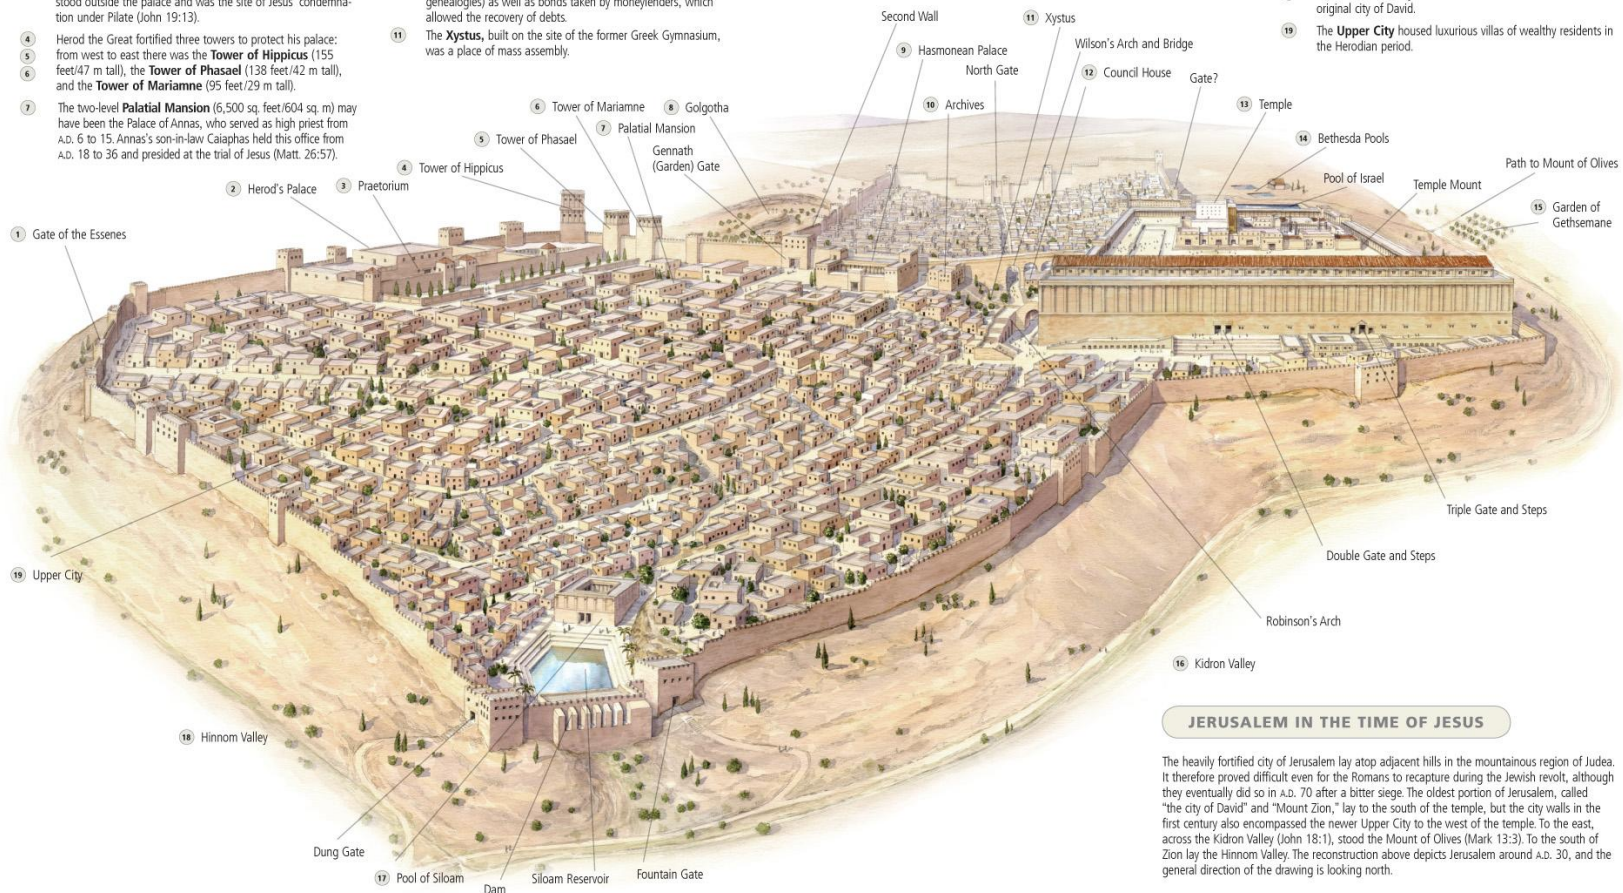 stood outside the palace and was the site of Jesus' condemna-
tion under Pilate (John 19:13).
4 Herod the Great fortified three towers to protect his palace:
5 from west to east there was the Tower of Hippicus (155
6 feet/47 m tall), the Tower of Phasael (138 feet/42 m tall),
and the Tower of Mariamne (95 feet/29 m tall).
7 The two-level Palatial Mansion (6,500 sq. feet/604 sq. m) may
have been the Palace of Annas, who served as high priest from
A.D. 6 to 15. Annas's son-in-law Caiaphas held this office from
A.D. 18 to 36 and presided at the trial of Jesus (Matt. 26:57).
genealogies) as well as bonds taken by moneylenders, which
allowed the recovery of debts.
11 The Xystus, built on the site of the former Greek Gymnasium,
was a place of mass assembly.
original city of David.
19 The Upper City housed luxurious villas of wealthy residents in
the Herodian period.
Second Wall
11 Xystus
9 Hasmonean Palace
Wilson's Arch and Bridge
North Gate
12 Council House
Gate?
10 Archives
13 Temple
6 Tower of Mariamne
8 Golgotha
7 Palatial Mansion
5 Tower of Phasael
Gennath
(Garden) Gate
4 Tower of Hippicus
14 Bethesda Pools
Path to Mount of Olives
Pool of Israel
Temple Mount
2 Herod's Palace
3 Praetorium
15 Garden of
Gethsemane
1 Gate of the Essenes
Triple Gate and Steps
Double Gate and Steps
19 Upper City
Robinson's Arch
16 Kidron Valley
18 Hinnom Valley
Dung Gate
17 Pool of Siloam
Dam
Siloam Reservoir
Fountain Gate
JERUSALEM IN THE TIME OF JESUS
The heavily fortified city of Jerusalem lay atop adjacent hills in the mountainous region of Judea.
It therefore proved difficult even for the Romans to recapture during the Jewish revolt, although
they eventually did so in A.D. 70 after a bitter siege. The oldest portion of Jerusalem, called
"the city of David" and "Mount Zion," lay to the south of the temple, but the city walls in the
first century also encompassed the newer Upper City to the west of the temple. To the east,
across the Kidron Valley (John 18:1), stood the Mount of Olives (Mark 13:3). To the south of
Zion lay the Hinnom Valley. The reconstruction above depicts Jerusalem around A.D. 30, and the
general direction of the drawing is looking north.